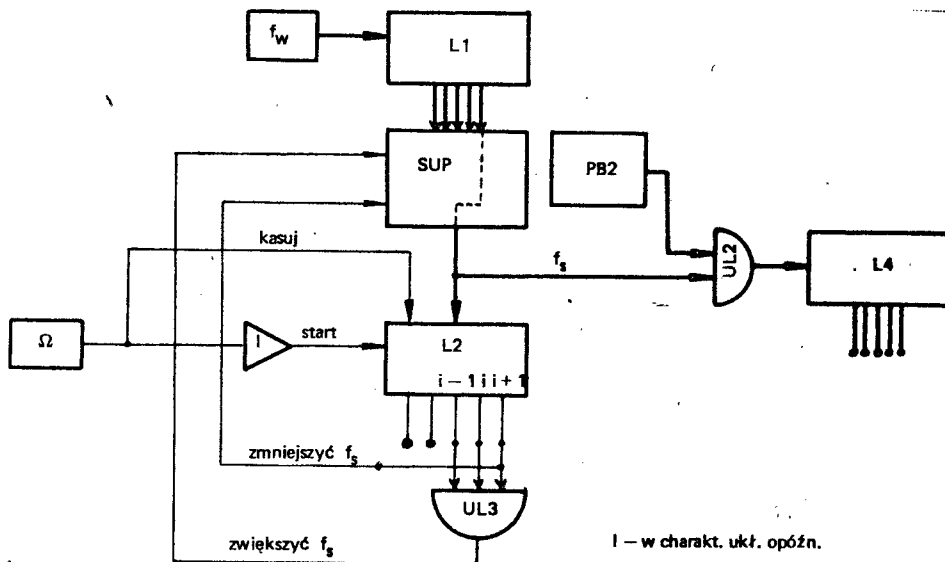 f_w
L1
SUP
PB2
UL2
kasuj
f_s
L4
Ω
I
start
L2
i – 1 i i + 1
zmniejszyć f_s
UL3
zwiększyć f_s
I – w charakt. ukł. opóźn.